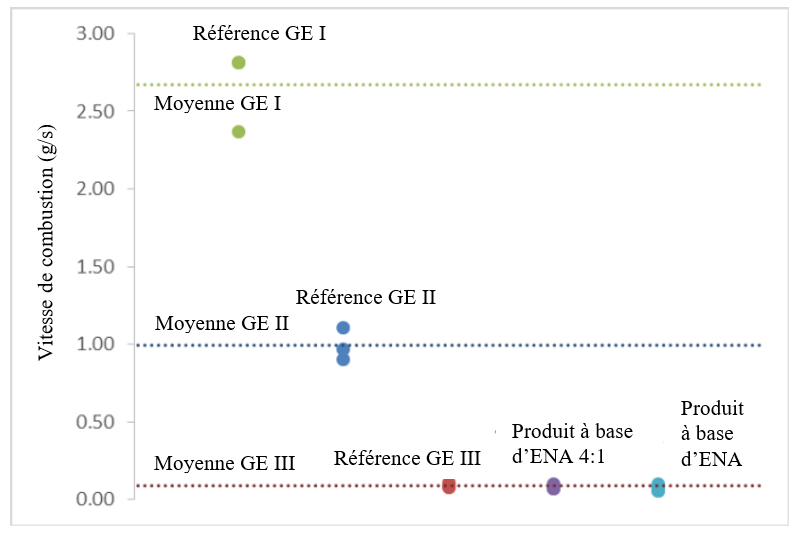 3.00
2.50
2.00
1.50
1.00
0.50
0.00
Vitesse de combustion (g/s)
Référence GE I
Moyenne GE I
Référence GE II
Moyenne GE II
Moyenne GE III
Référence GE III
Produit à base
d'ENA 4:1
Produit
à base
d'ENA